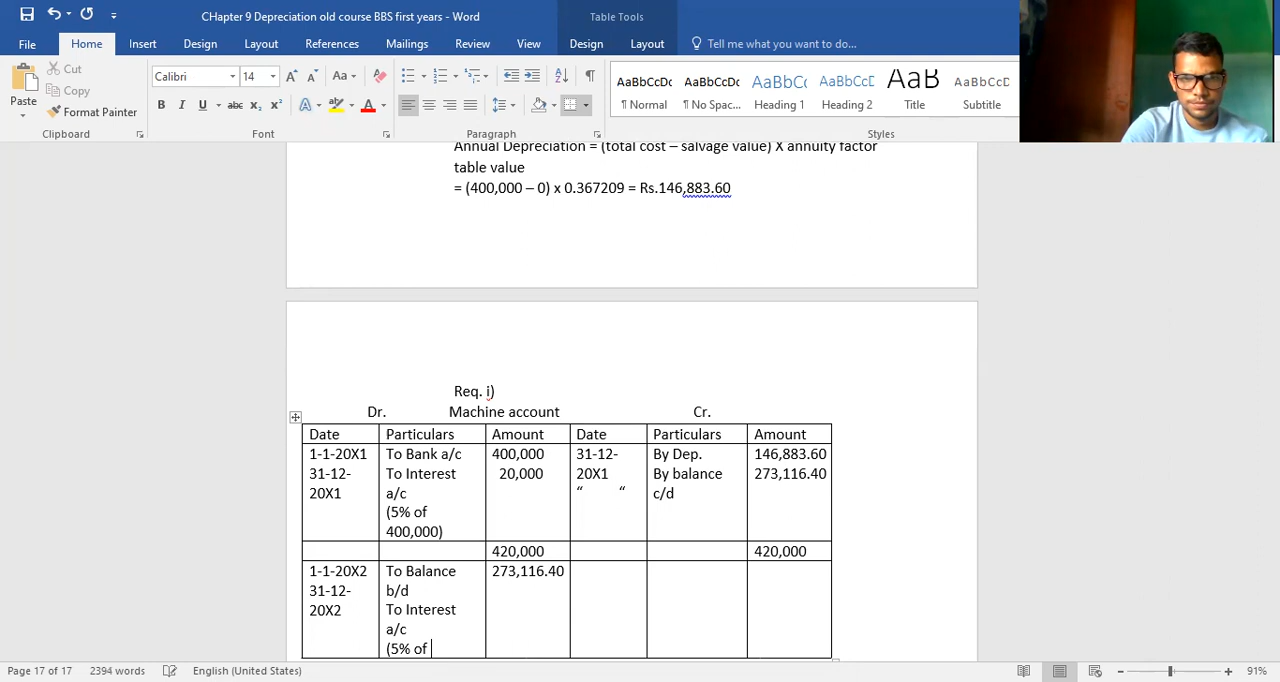 CHapter 9 Depreciation old course BBS first years - Word
Table Tools
File Home Insert Design Layout References Mailings Review View Design Layout Tell me what you want to do...
Paste
Cut
Copy
Format Painter
Clipboard
Calibri 14
Font
Paragraph
AaBbCcDc AaBbCcDc AaBbCc AaBbCcD AaB AaBbCcD
¶ Normal ¶ No Spac... Heading 1 Heading 2 Title Subtitle
Styles
Annual Depreciation = (total cost – salvage value) X annuity factor
table value
= (400,000 – 0) x 0.367209 = Rs.146,883.60
Req. i)
Dr. Machine account Cr.
Date Particulars Amount Date Particulars Amount
1-1-20X1 To Bank a/c 400,000 31-12- By Dep. 146,883.60
31-12- To Interest 20,000 20X1 By balance 273,116.40
20X1 a/c “ “ c/d
(5% of
400,000)
420,000 420,000
1-1-20X2 To Balance 273,116.40
31-12- b/d
20X2 To Interest
a/c
(5% of
Page 17 of 17 2394 words English (United States) 91%